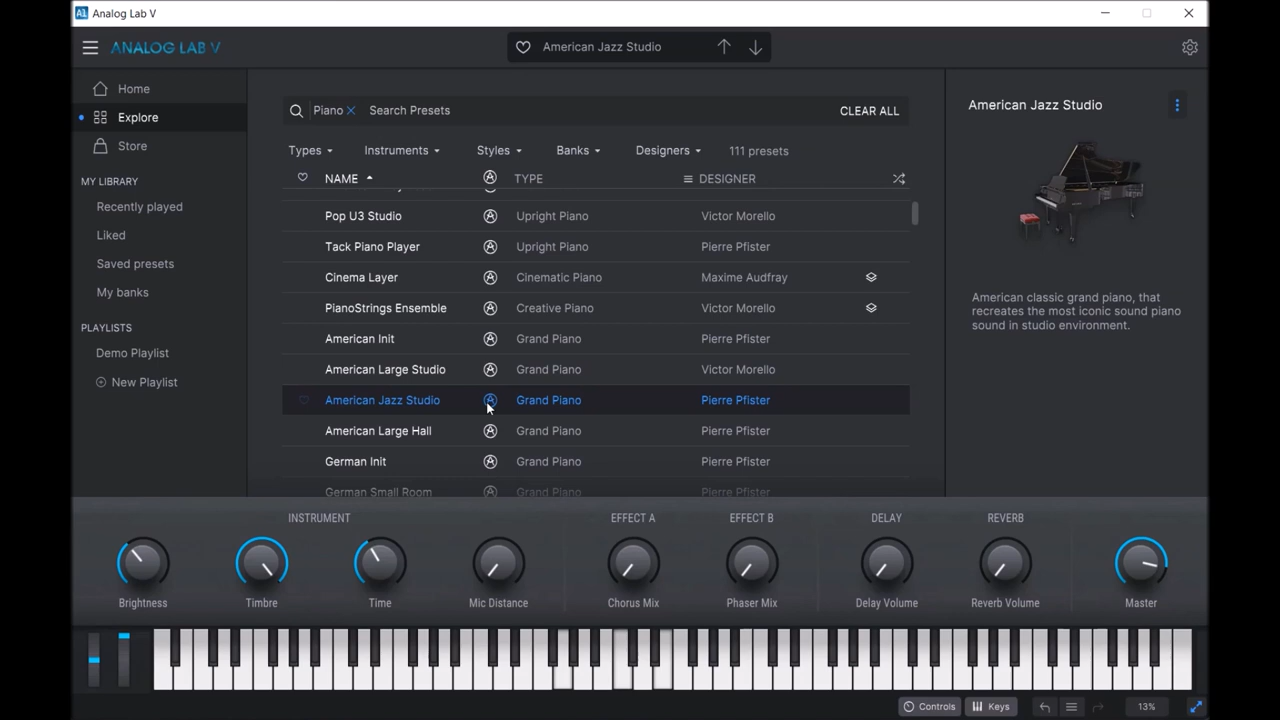 Analog Lab V
ANALOG LAB V
American Jazz Studio
Home
Explore
Store
MY LIBRARY
Recently played
Liked
Saved presets
My banks
PLAYLISTS
Demo Playlist
New Playlist
Piano Search Presets CLEAR ALL
Types Instruments Styles Banks Designers 111 presets
NAME TYPE DESIGNER
Pop U3 Studio Upright Piano Victor Morello
Tack Piano Player Upright Piano Pierre Pfister
Cinema Layer Cinematic Piano Maxime Audfray
PianoStrings Ensemble Creative Piano Victor Morello
American Init Grand Piano Pierre Pfister
American Large Studio Grand Piano Victor Morello
American Jazz Studio Grand Piano Pierre Pfister
American Large Hall Grand Piano Pierre Pfister
German Init Grand Piano Pierre Pfister
German Small Room Grand Piano Pierre Pfister
American Jazz Studio
American classic grand piano, that
recreates the most iconic sound piano
sound in studio environment.
INSTRUMENT EFFECT A EFFECT B DELAY REVERB
Brightness Timbre Time Mic Distance Chorus Mix Phaser Mix Delay Volume Reverb Volume Master
Controls Keys 13%